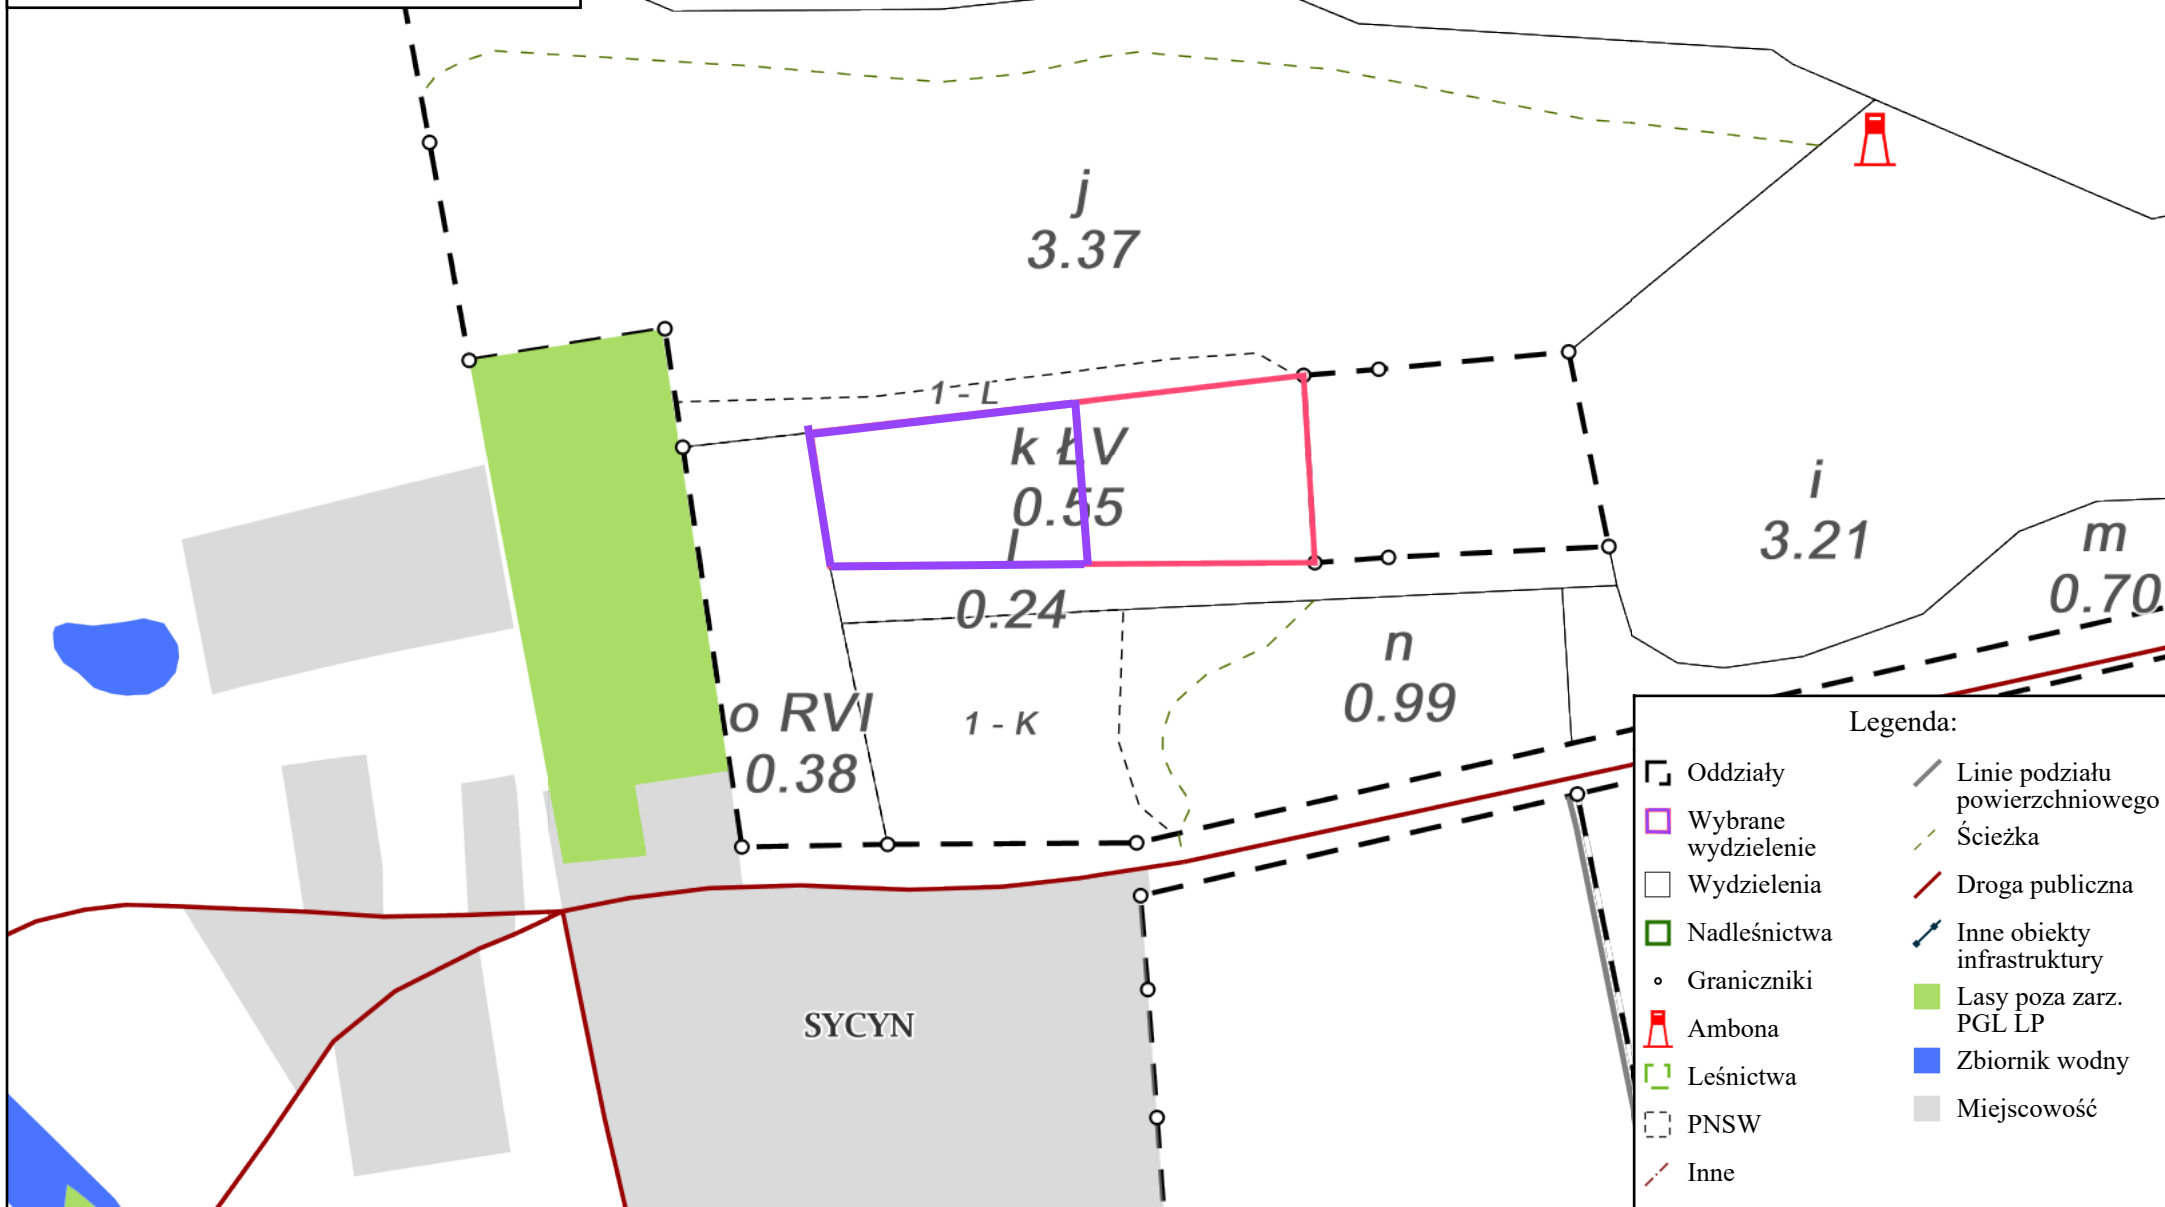 j
3.37
1 - L
k ŁV
0.55
l
0.24
i
3.21
m
0.70
n
0.99
o RVI
0.38
1 - K
SYCYN
Legenda:
Oddziały
Wybrane
wydzielenie
Wydzielenia
Nadleśnictwa
Graniczniki
Ambona
Leśnictwa
PNSW
Inne
Linie podziału
powierzchniowego
Ścieżka
Droga publiczna
Inne obiekty
infrastruktury
Lasy poza zarz.
PGL LP
Zbiornik wodny
Miejscowość